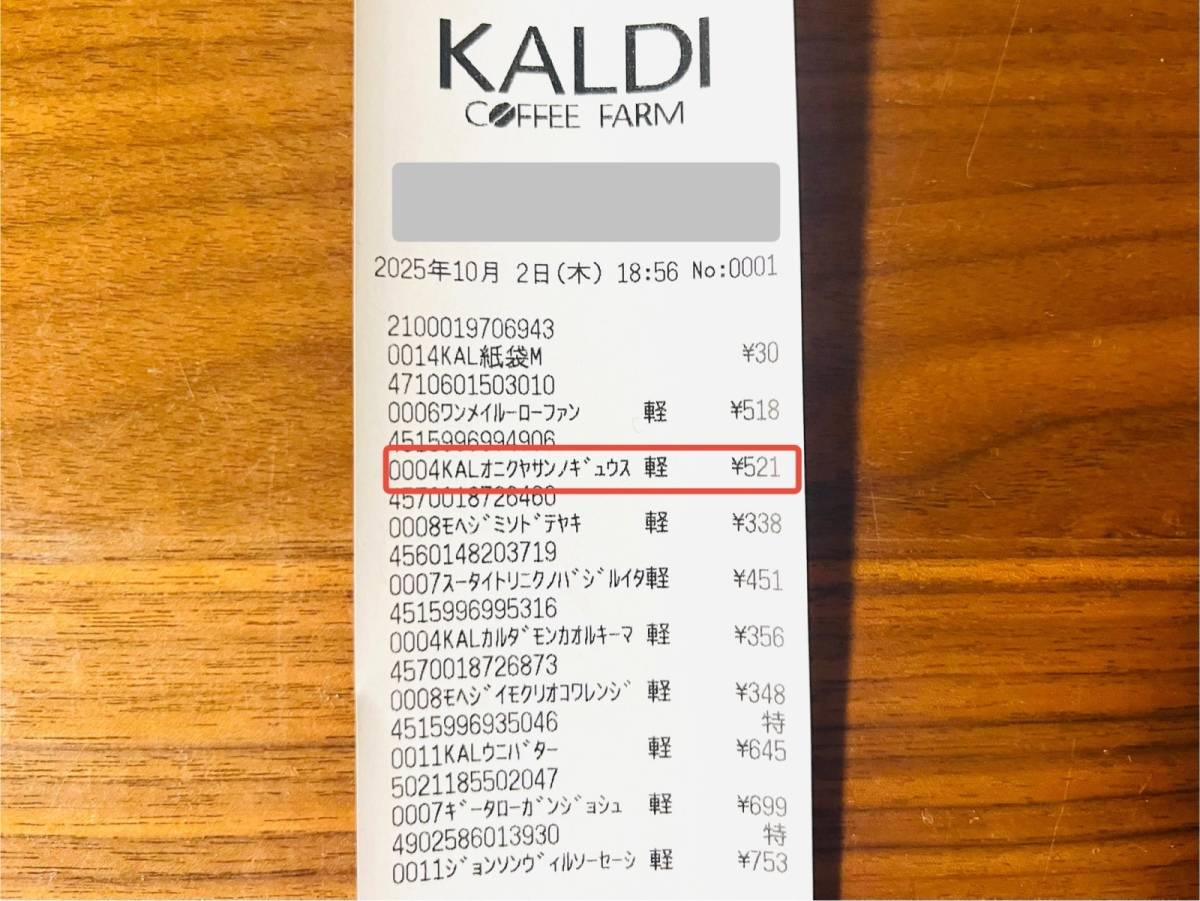 KALDI
COFFEE FARM
2025年10月 2日(木) 18:56 No:0001
2100019706943
0014KAL紙袋M ¥30
4710601503010
0006ワンメイルーローファン 軽 ¥518
4515996994906
0004KALオニクヤサンノギュウス 軽 ¥521
4570018726460
0008モヘジミソドテヤキ 軽 ¥338
4560148203719
0007スータイトリニクノバジルイタ軽 ¥451
4515996995316
0004KALカルダモンカオルキーマ 軽 ¥356
4570018726873
0008モヘジイモクリオコワレンジ 軽 ¥348
4515996935046 特
0011KALウニバター 軽 ¥645
5021185502047
0007ギータローガンジョシュ 軽 ¥699
4902586013930 特
0011ジョンソンヴィルソーセーシ 軽 ¥753